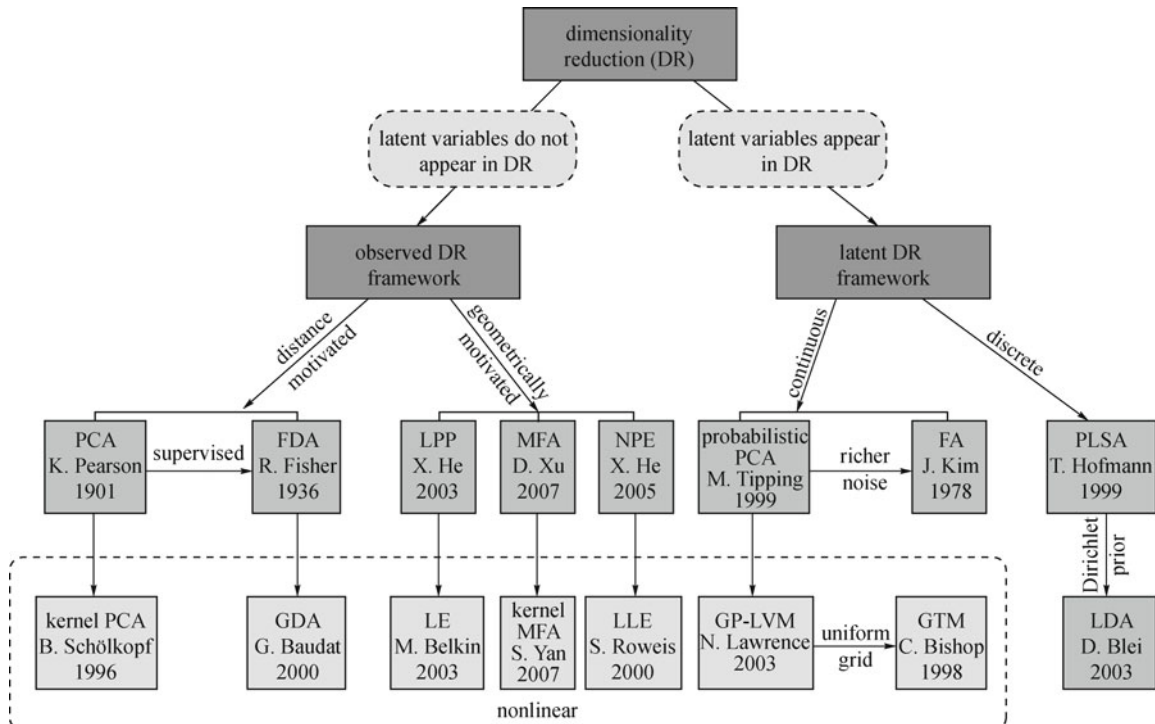 dimensionality
reduction (DR)
latent variables do not
appear in DR
latent variables appear
in DR
observed DR
framework
latent DR
framework
distance
motivated
geometrically
motivated
continuous
discrete
PCA
K. Pearson
1901
supervised
FDA
R. Fisher
1936
LPP
X. He
2003
MFA
D. Xu
2007
NPE
X. He
2005
probabilistic
PCA
M. Tipping
1999
richer
noise
FA
J. Kim
1978
PLSA
T. Hofmann
1999
Dirichlet
prior
kernel PCA
B. Schölkopf
1996
GDA
G. Baudat
2000
LE
M. Belkin
2003
kernel
MFA
S. Yan
2007
LLE
S. Roweis
2000
GP-LVM
N. Lawrence
2003
uniform
grid
GTM
C. Bishop
1998
LDA
D. Blei
2003
nonlinear